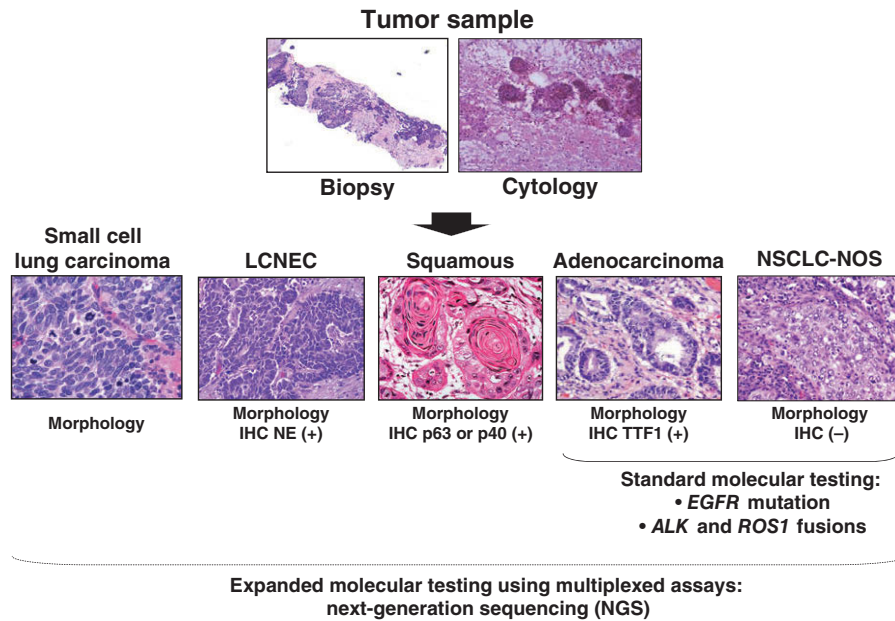 Tumor sample
Biopsy
Cytology
Small cell
lung carcinoma
LCNEC
Squamous
Adenocarcinoma
NSCLC-NOS
Morphology
Morphology
IHC NE (+)
Morphology
IHC p63 or p40 (+)
Morphology
IHC TTF1 (+)
Morphology
IHC (–)
Standard molecular testing:
• EGFR mutation
• ALK and ROS1 fusions
Expanded molecular testing using multiplexed assays:
next-generation sequencing (NGS)